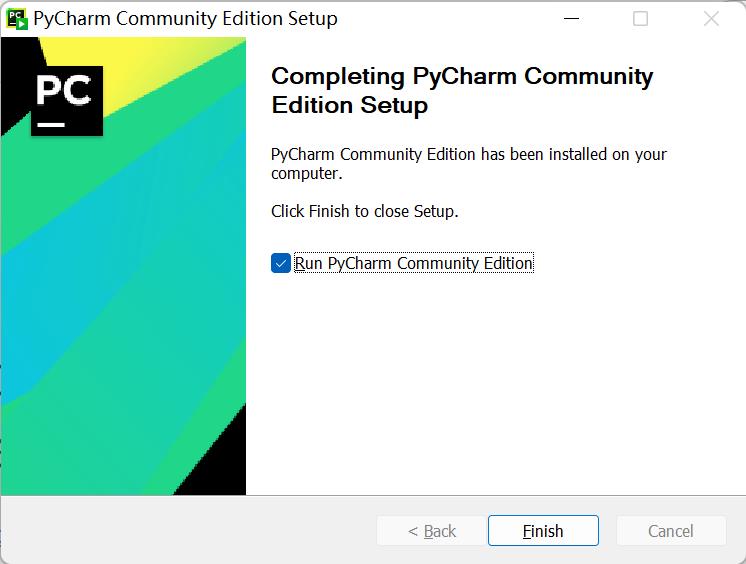 PyCharm Community Edition Setup
PC
Completing PyCharm Community
Edition Setup
PyCharm Community Edition has been installed on your
computer.
Click Finish to close Setup.
Run PyCharm Community Edition
< Back
Finish
Cancel